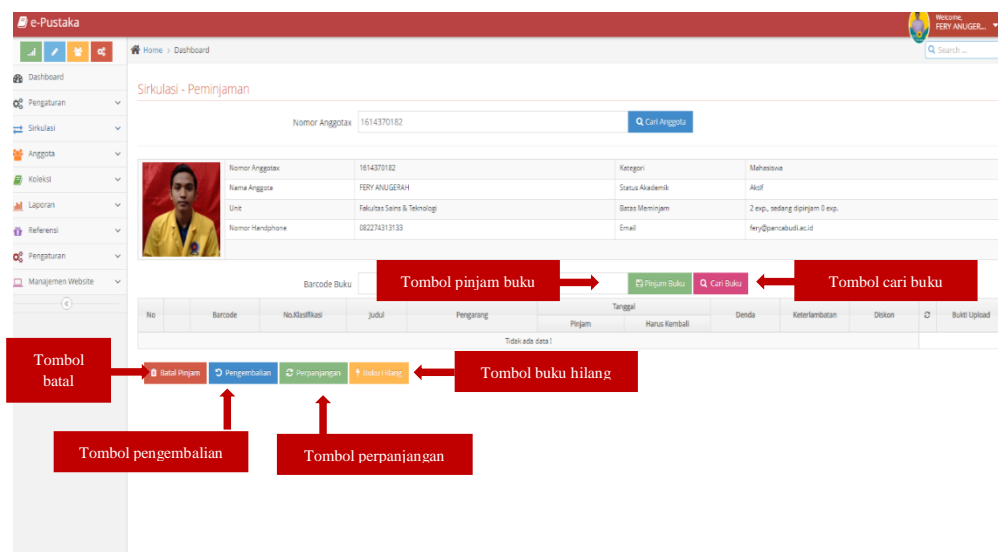 e-Pustaka
Welcome,
FERY ANUGER...
Home > Dashboard
Search ...
Dashboard
Pengaturan
Sirkulasi
Anggota
Koleksi
Laporan
Referensi
Pengaturan
Manajemen Website
Sirkulasi - Peminjaman
Nomor Anggotax 1614370182 Cari Anggota
Nomor Anggotax 1614370182 Kategori Mahasiswa
Nama Anggota FERY ANUGERAH Status Akademik Aktif
Unit Fakultas Sains & Teknologi Batas Meminjam 2 exp., sedang dipinjam 0 exp.
Nomor Handphone 082274313133 Email fery@pancabudi.ac.id
Barcode Buku Tombol pinjam buku Pinjam Buku Cari Buku Tombol cari buku
No Barcode No.Klasifikasi Judul Pengarang Tanggal Denda Keterlambatan Diskon Bukti Upload
Pinjam Harus Kembali
Tidak ada data !
Tombol
batal
Batal Pinjam Pengembalian Perpanjangan Buku Hilang Tombol buku hilang
Tombol pengembalian
Tombol perpanjangan